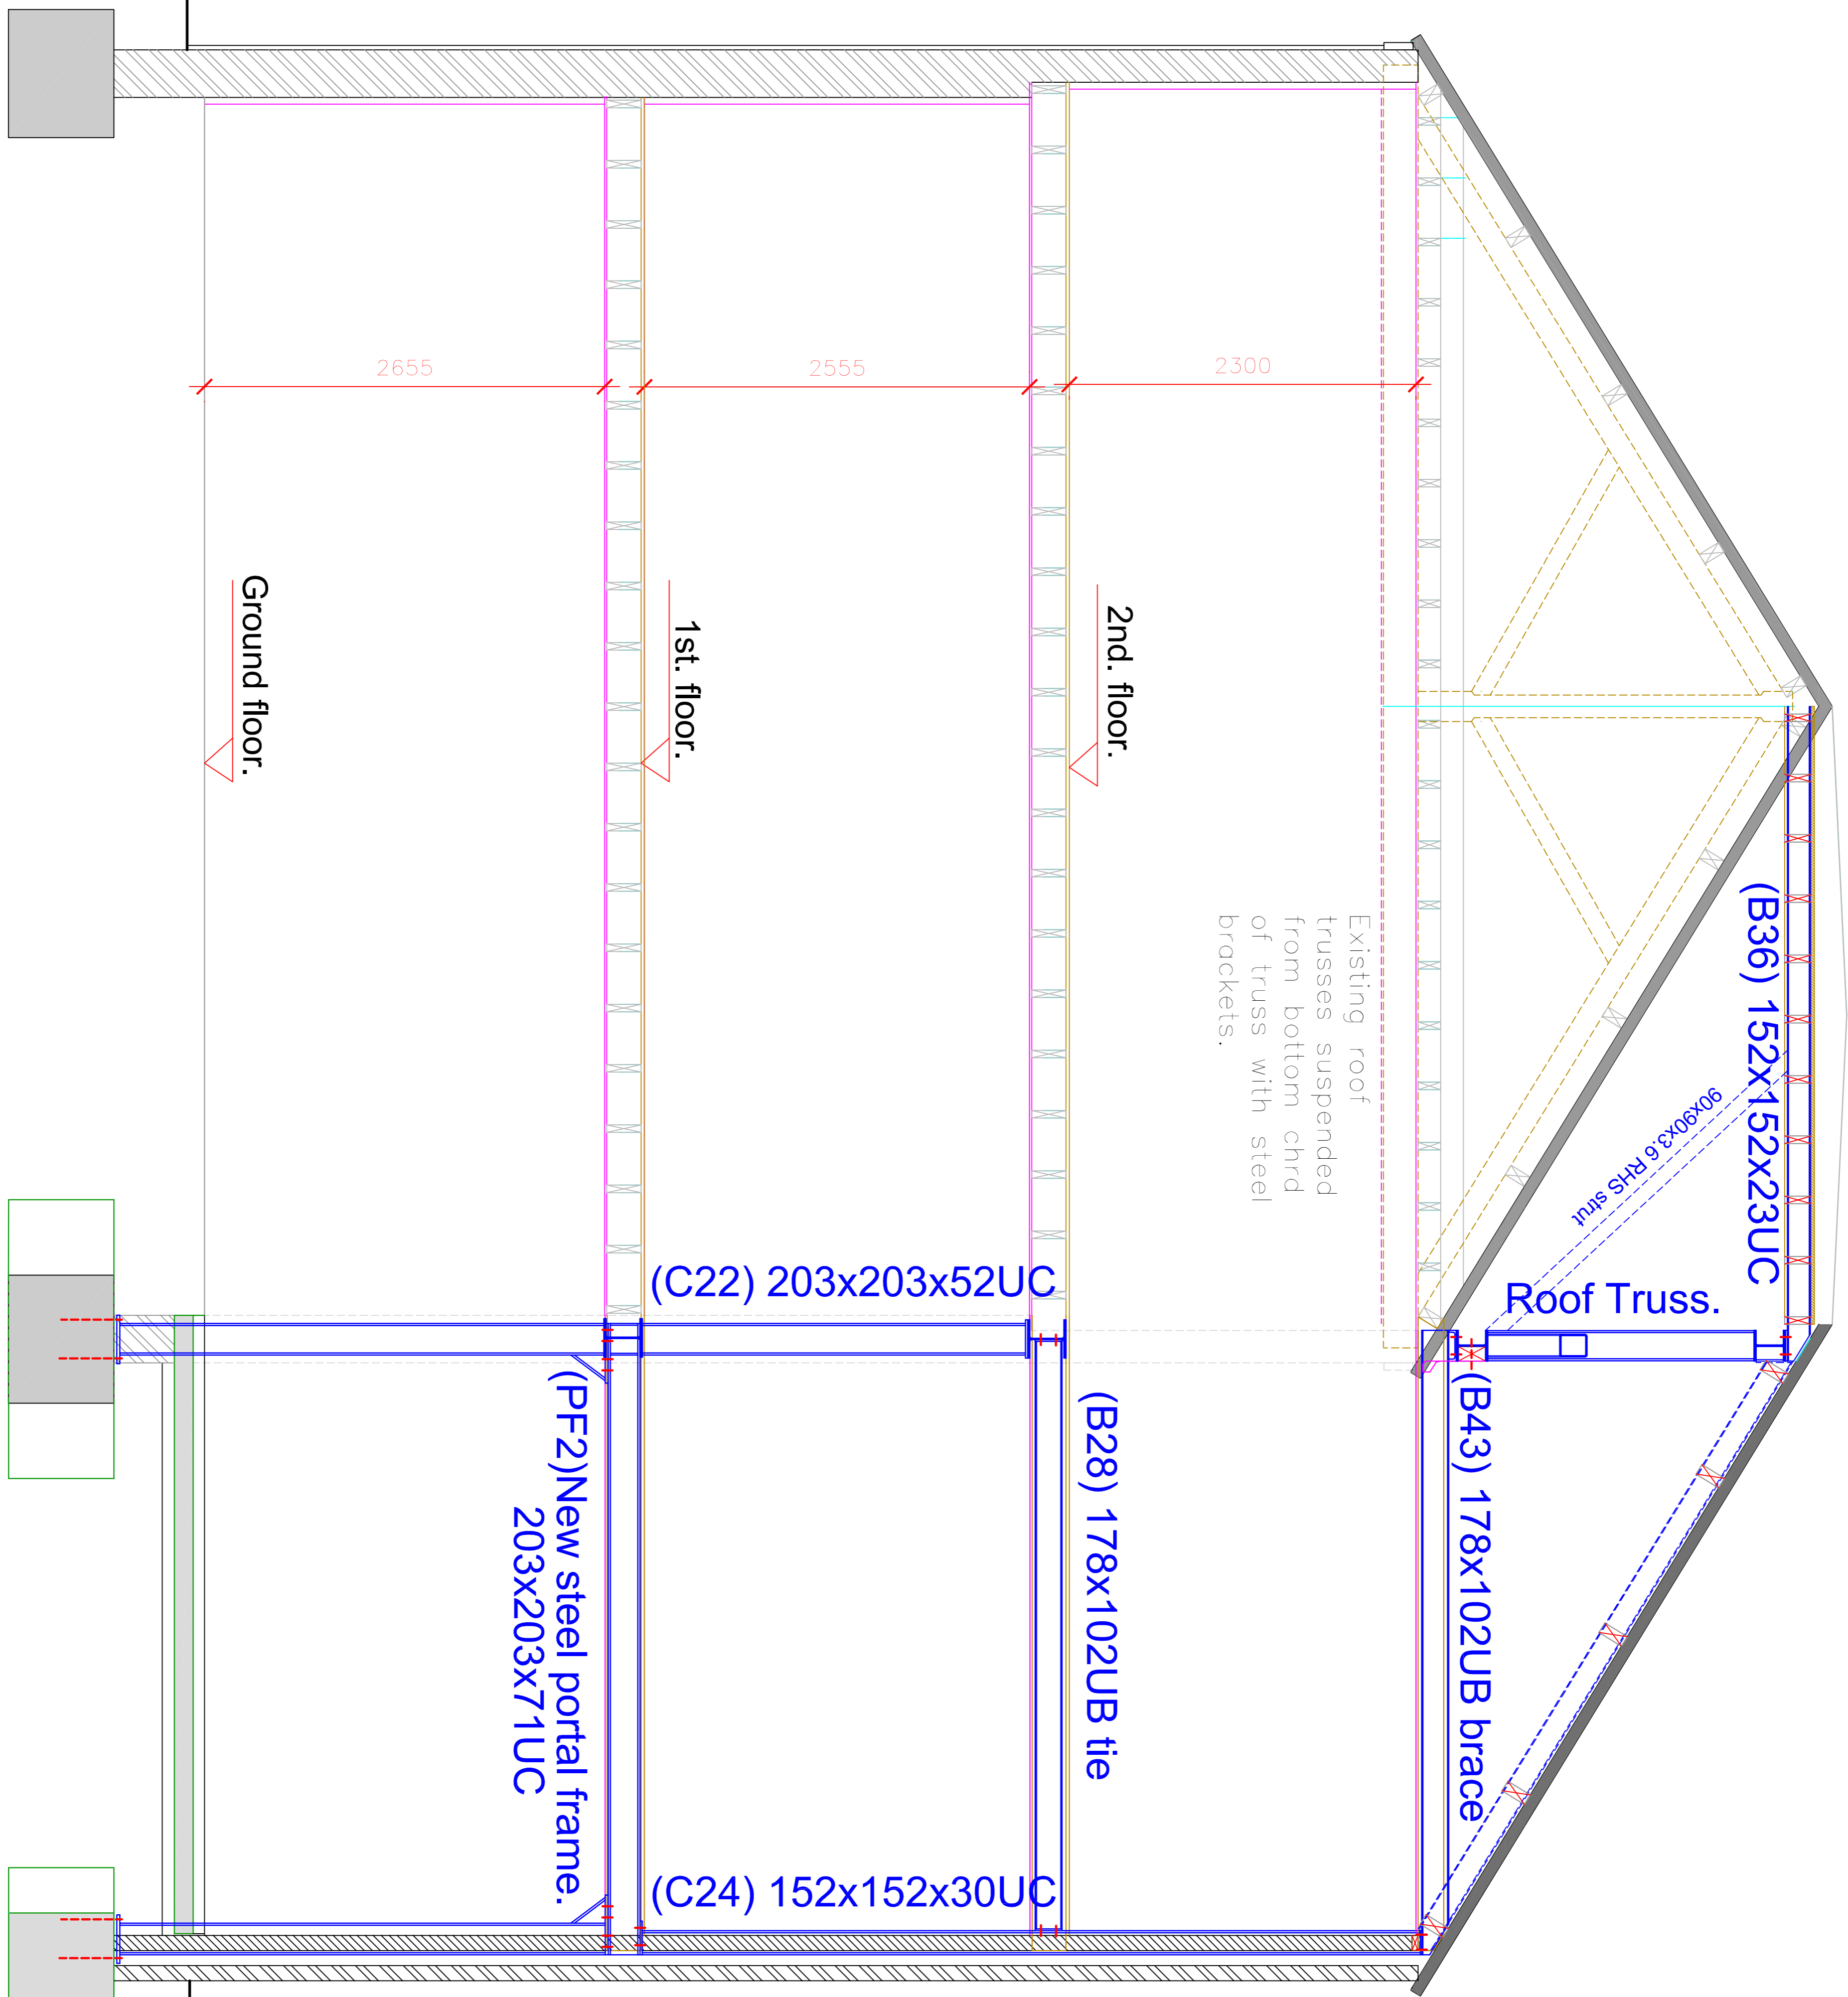 2655
2555
2300
Ground floor.
1st. floor.
2nd. floor.
Existing roof
trusses suspended
from bottom chrd
of truss with steel
brackets.
(B36) 152x152x23UC
90x90x3.6 RHS strut
Roof Truss.
(C22) 203x203x52UC
(PF2)New steel portal frame.
203x203x71UC
(B28) 178x102UB tie
(B43) 178x102UB brace
(C24) 152x152x30UC